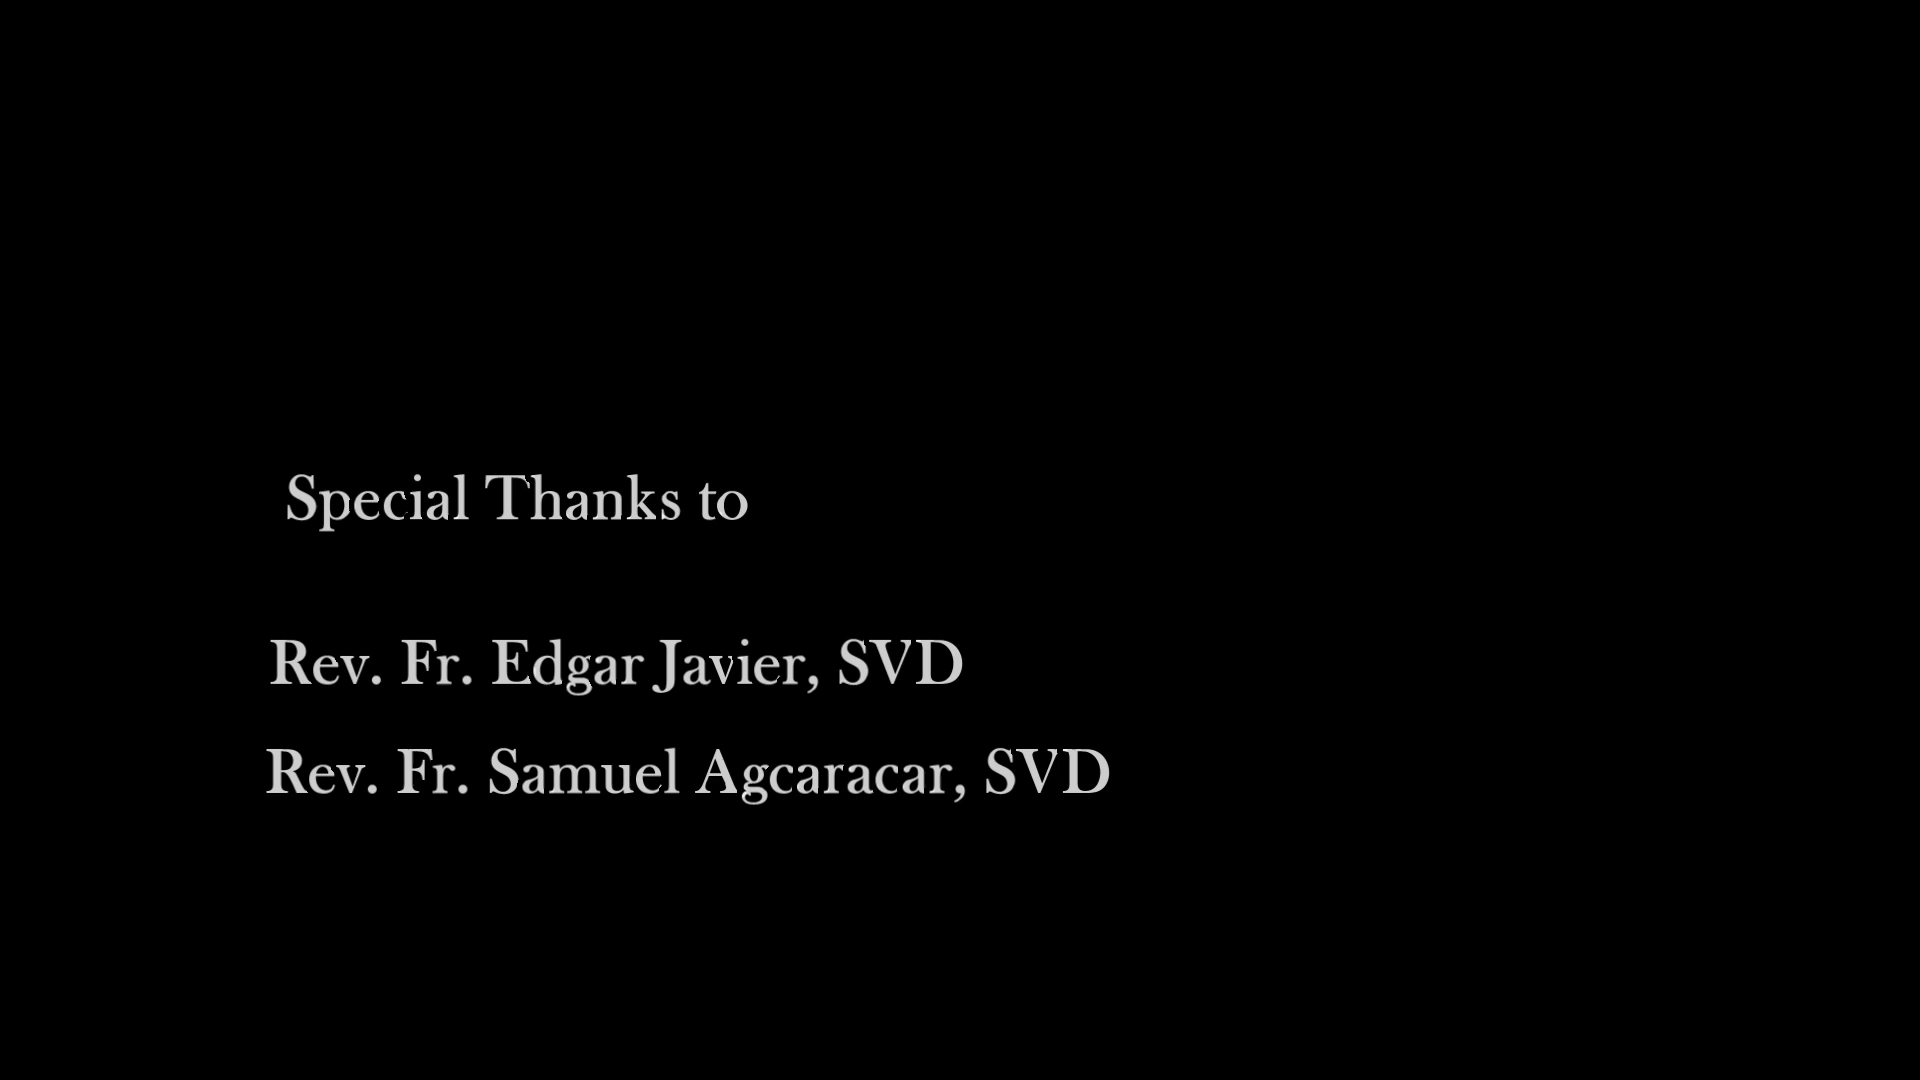 Special Thanks to
Rev. Fr. Edgar Javier, SVD
Rev. Fr. Samuel Agcaracar, SVD